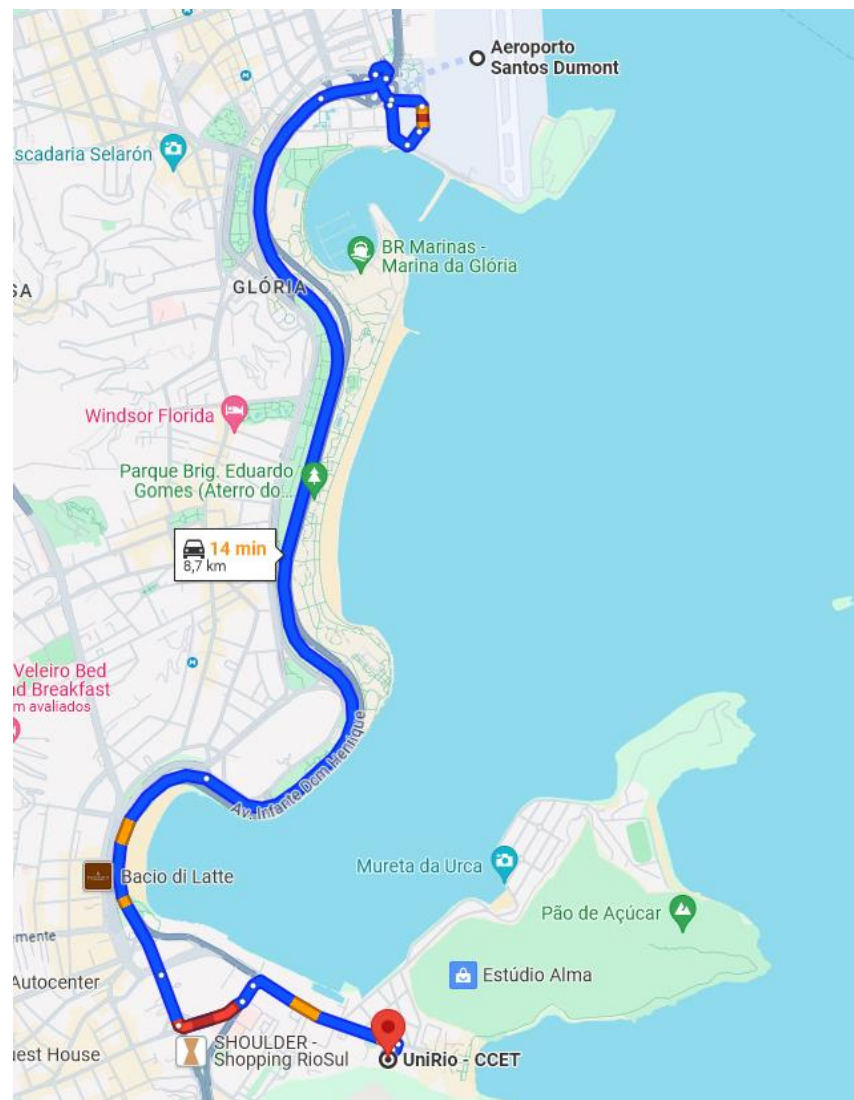 Aeroporto
Santos Dumont
scadaria Selarón
BR Marinas -
Marina da Glória
GLÓRIA
SA
Windsor Florida
Parque Brig. Eduardo
Gomes (Aterro do...
14 min
8,7 km
Veleiro Bed
nd Breakfast
m avaliados
Av. Infante Dom Henrique
Bacio di Latte
Mureta da Urca
Pão de Açúcar
emente
Autocenter
Estúdio Alma
SHOULDER -
Shopping RioSul
uest House
UniRio - CCET